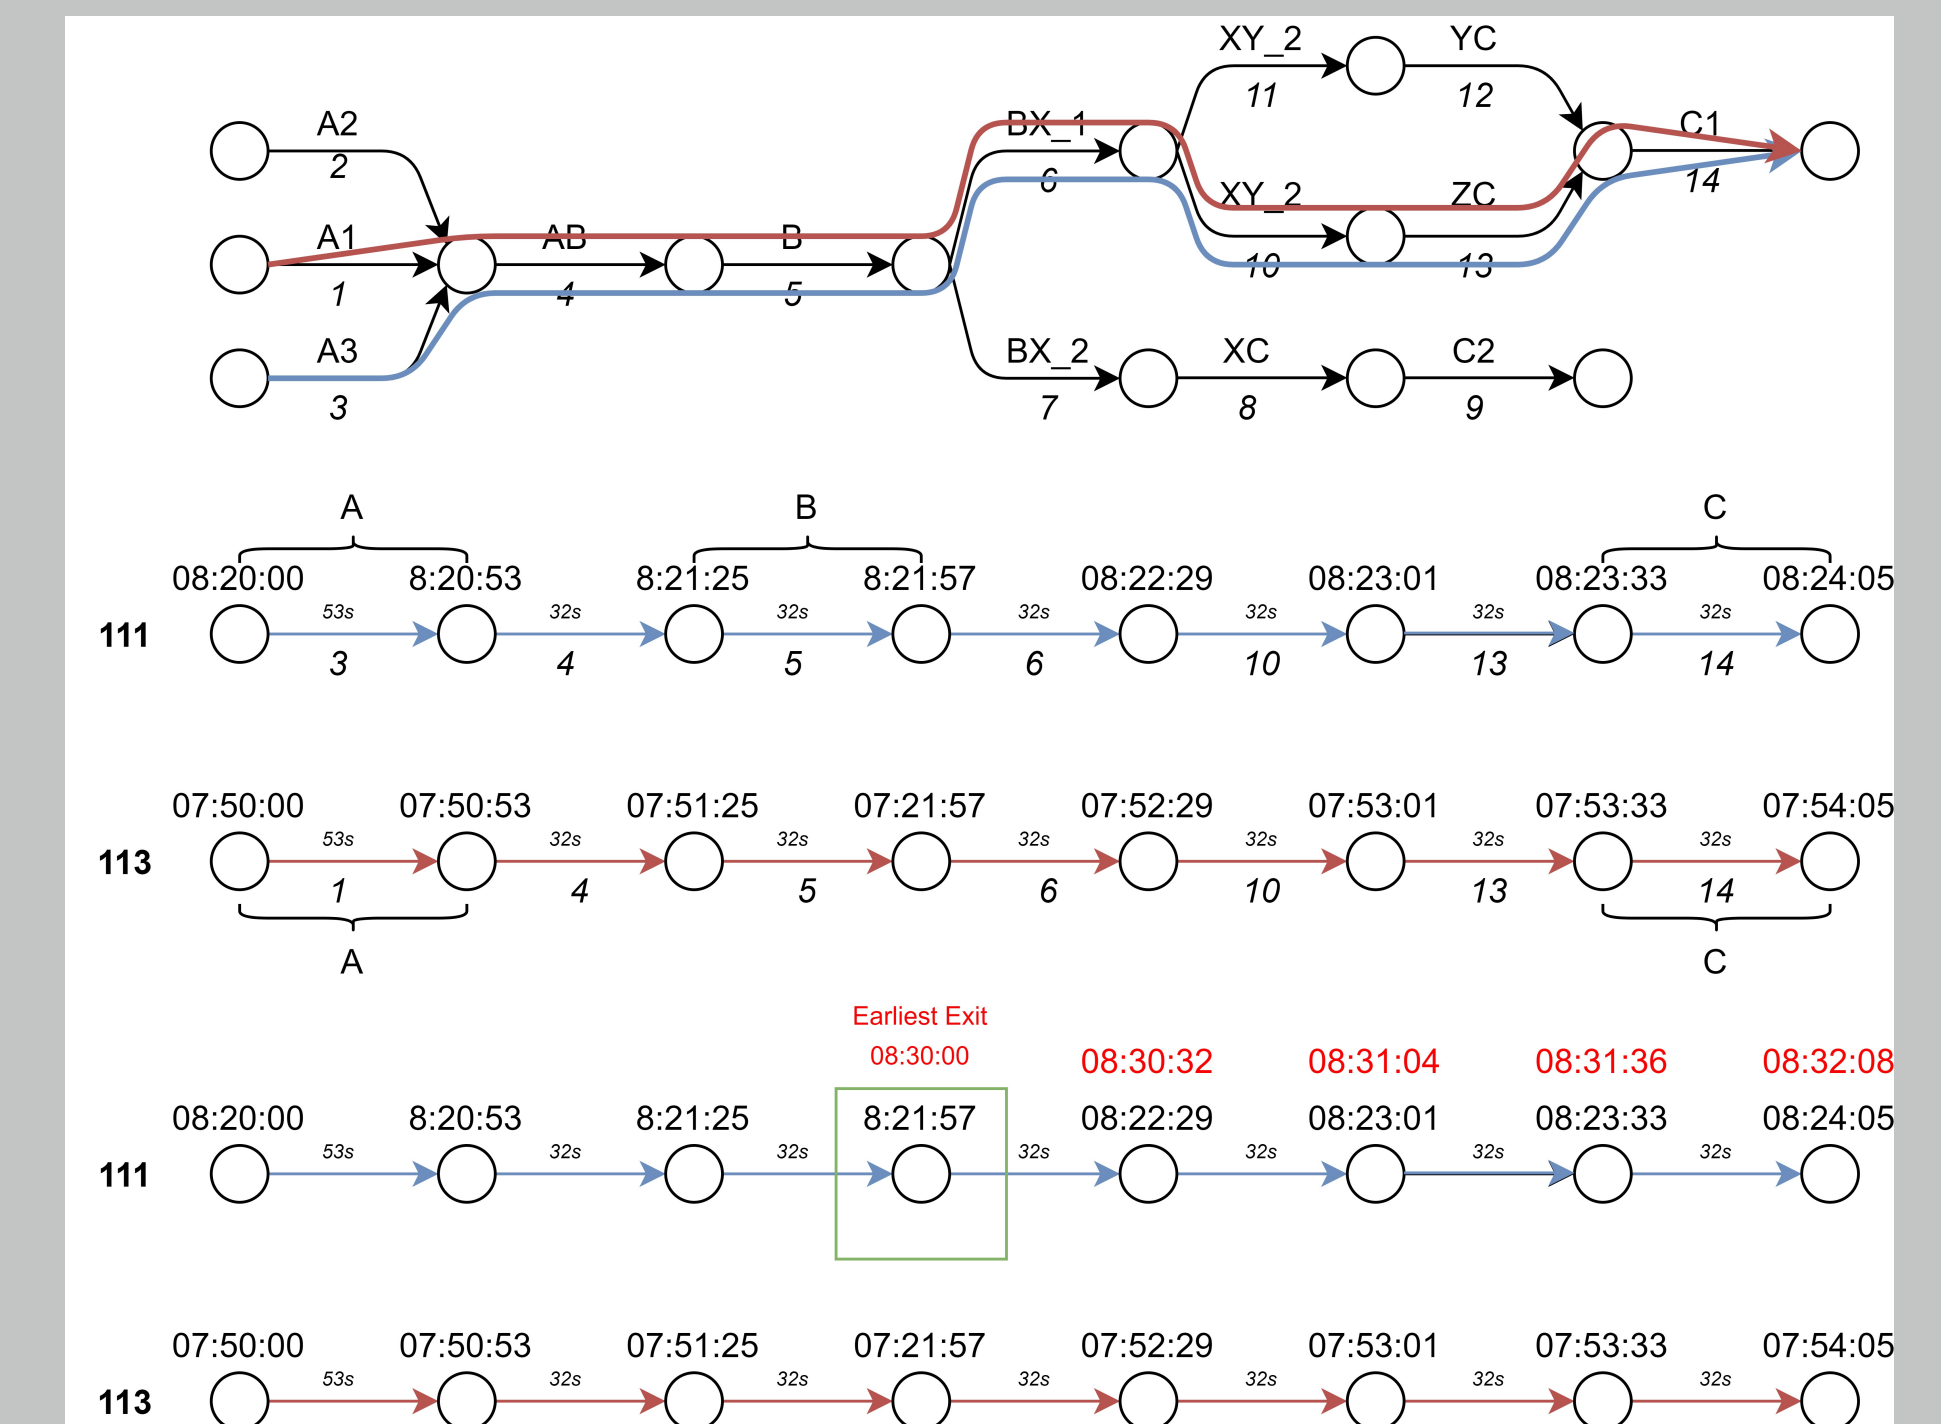 XY_2 YC
11 12
A2 BX_1 C1
2 6 14
XY_2 ZC
A1 AB B
1 4 5 10 13
A3 BX_2 XC C2
3 7 8 9
A B C
08:20:00 8:20:53 8:21:25 8:21:57 08:22:29 08:23:01 08:23:33 08:24:05
53s 32s 32s 32s 32s 32s 32s
111
3 4 5 6 10 13 14
07:50:00 07:50:53 07:51:25 07:21:57 07:52:29 07:53:01 07:53:33 07:54:05
53s 32s 32s 32s 32s 32s 32s
113
1 4 5 6 10 13 14
A C
Earliest Exit
08:30:00 08:30:32 08:31:04 08:31:36 08:32:08
08:20:00 8:20:53 8:21:25 8:21:57 08:22:29 08:23:01 08:23:33 08:24:05
53s 32s 32s 32s 32s 32s 32s
111
07:50:00 07:50:53 07:51:25 07:21:57 07:52:29 07:53:01 07:53:33 07:54:05
53s 32s 32s 32s 32s 32s 32s
113